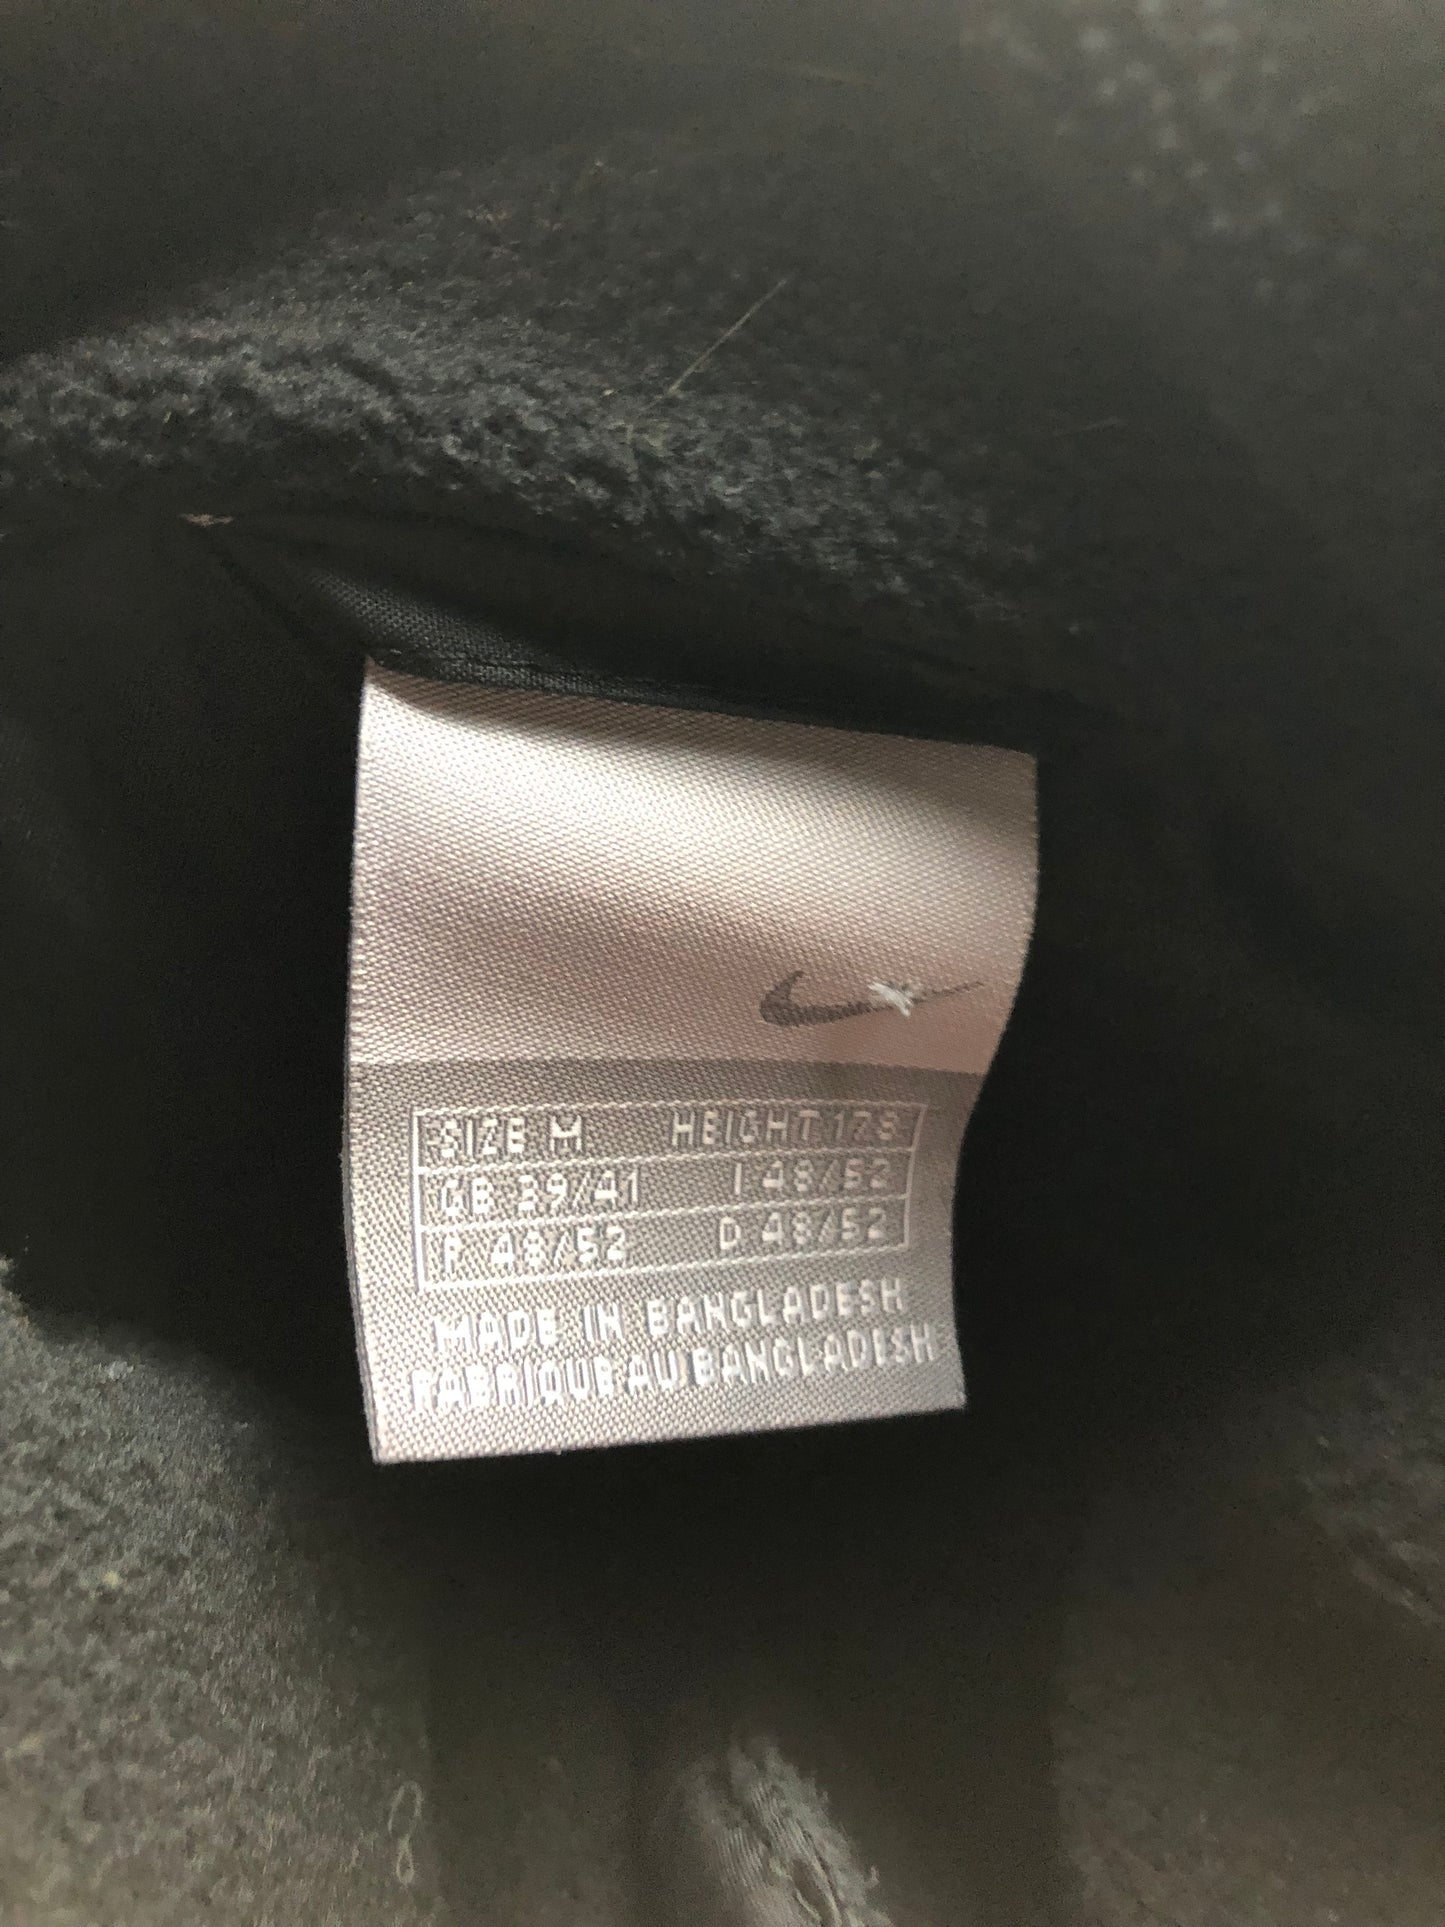 SIZE M HEIGHT 178
GB 39/41 I 48/52
F 48/52 D 48/52
MADE IN BANGLADESH
FABRIQUE AU BANGLADESH